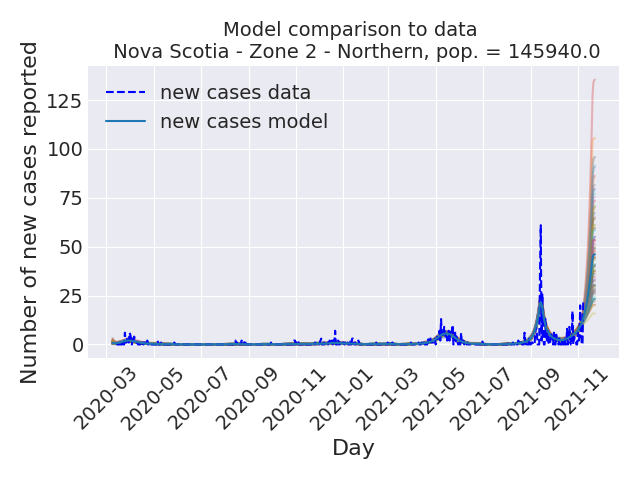 Model comparison to data
Nova Scotia - Zone 2 - Northern, pop. = 145940.0
Number of new cases reported
125
100
75
50
25
0
new cases data
new cases model
2020-03
2020-05
2020-07
2020-09
2020-11
2021-01
2021-03
2021-05
2021-07
2021-09
2021-11
Day